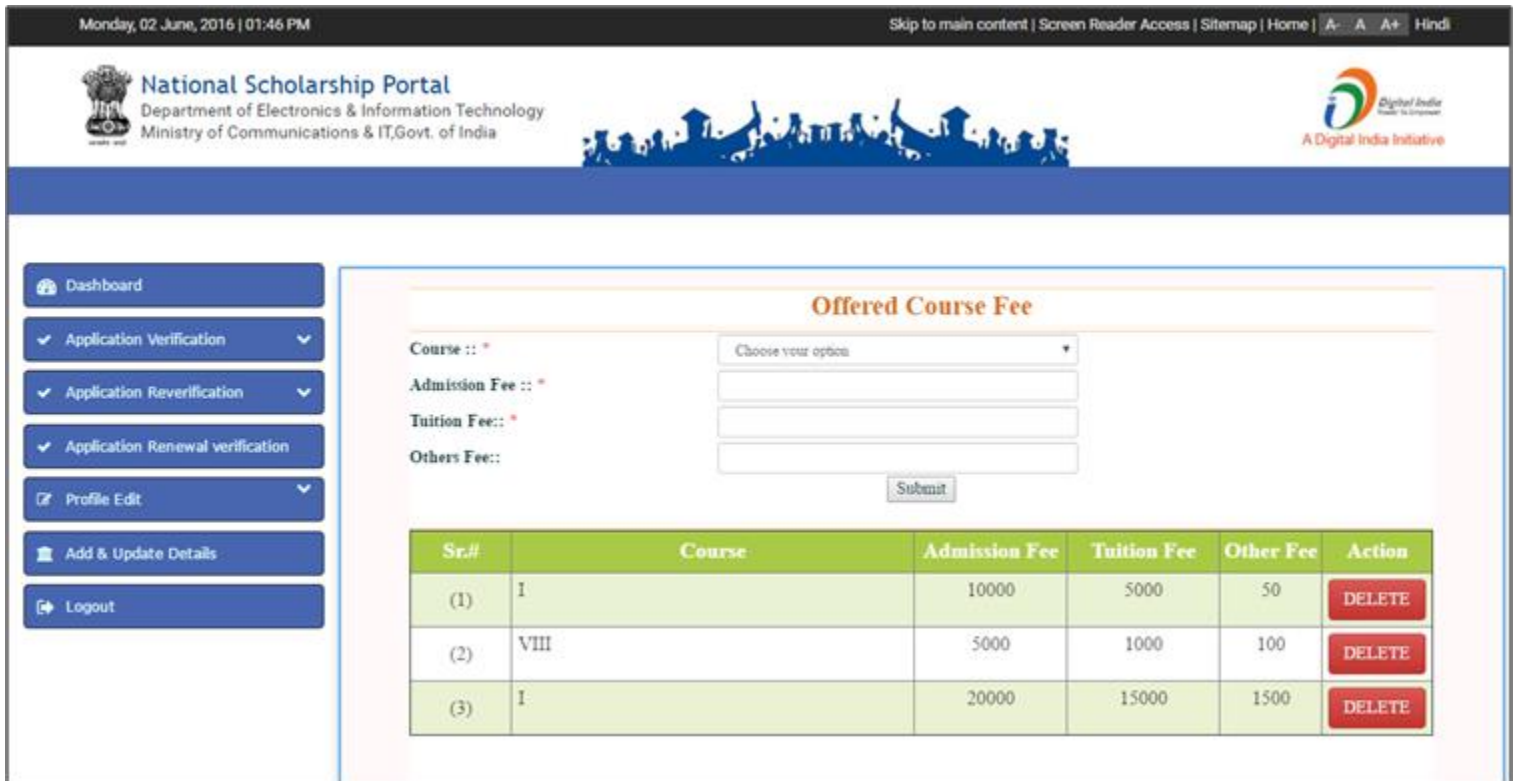 Monday, 02 June, 2016 | 01:46 PM
Skip to main content | Screen Reader Access | Sitemap | Home | A- A A+ Hindi
National Scholarship Portal
Department of Electronics & Information Technology
Ministry of Communications & IT,Govt. of India
Digital India
Power To Empower
A Digital India Initiative
Dashboard
Application Verification
Application Reverification
Application Renewal verification
Profile Edit
Add & Update Details
Logout
Offered Course Fee
Course :: * Choose your option
Admission Fee :: *
Tuition Fee:: *
Others Fee::
Submit
Sr.# Course Admission Fee Tuition Fee Other Fee Action
(1) I 10000 5000 50 DELETE
(2) VIII 5000 1000 100 DELETE
(3) I 20000 15000 1500 DELETE